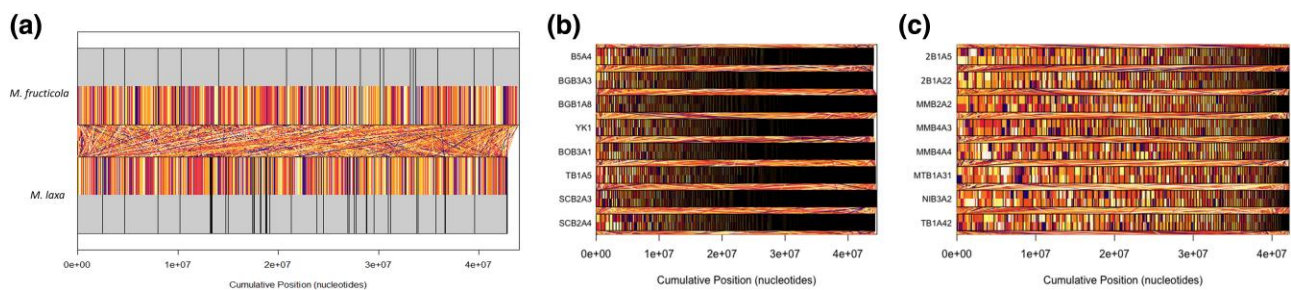 (a)
M. fructicola
M. laxa
0e+00 1e+07 2e+07 3e+07 4e+07
Cumulative Position (nucleotides)
(b)
B5A4
BGB3A3
BGB1A8
YK1
BOB3A1
TB1A5
SCB2A3
SCB2A4
0e+00 1e+07 2e+07 3e+07 4e+07
Cumulative Position (nucleotides)
(c)
2B1A5
2B1A22
MMB2A2
MMB4A3
MMB4A4
MTB1A31
NIB3A2
TB1A42
0e+00 1e+07 2e+07 3e+07 4e+07
Cumulative Position (nucleotides)